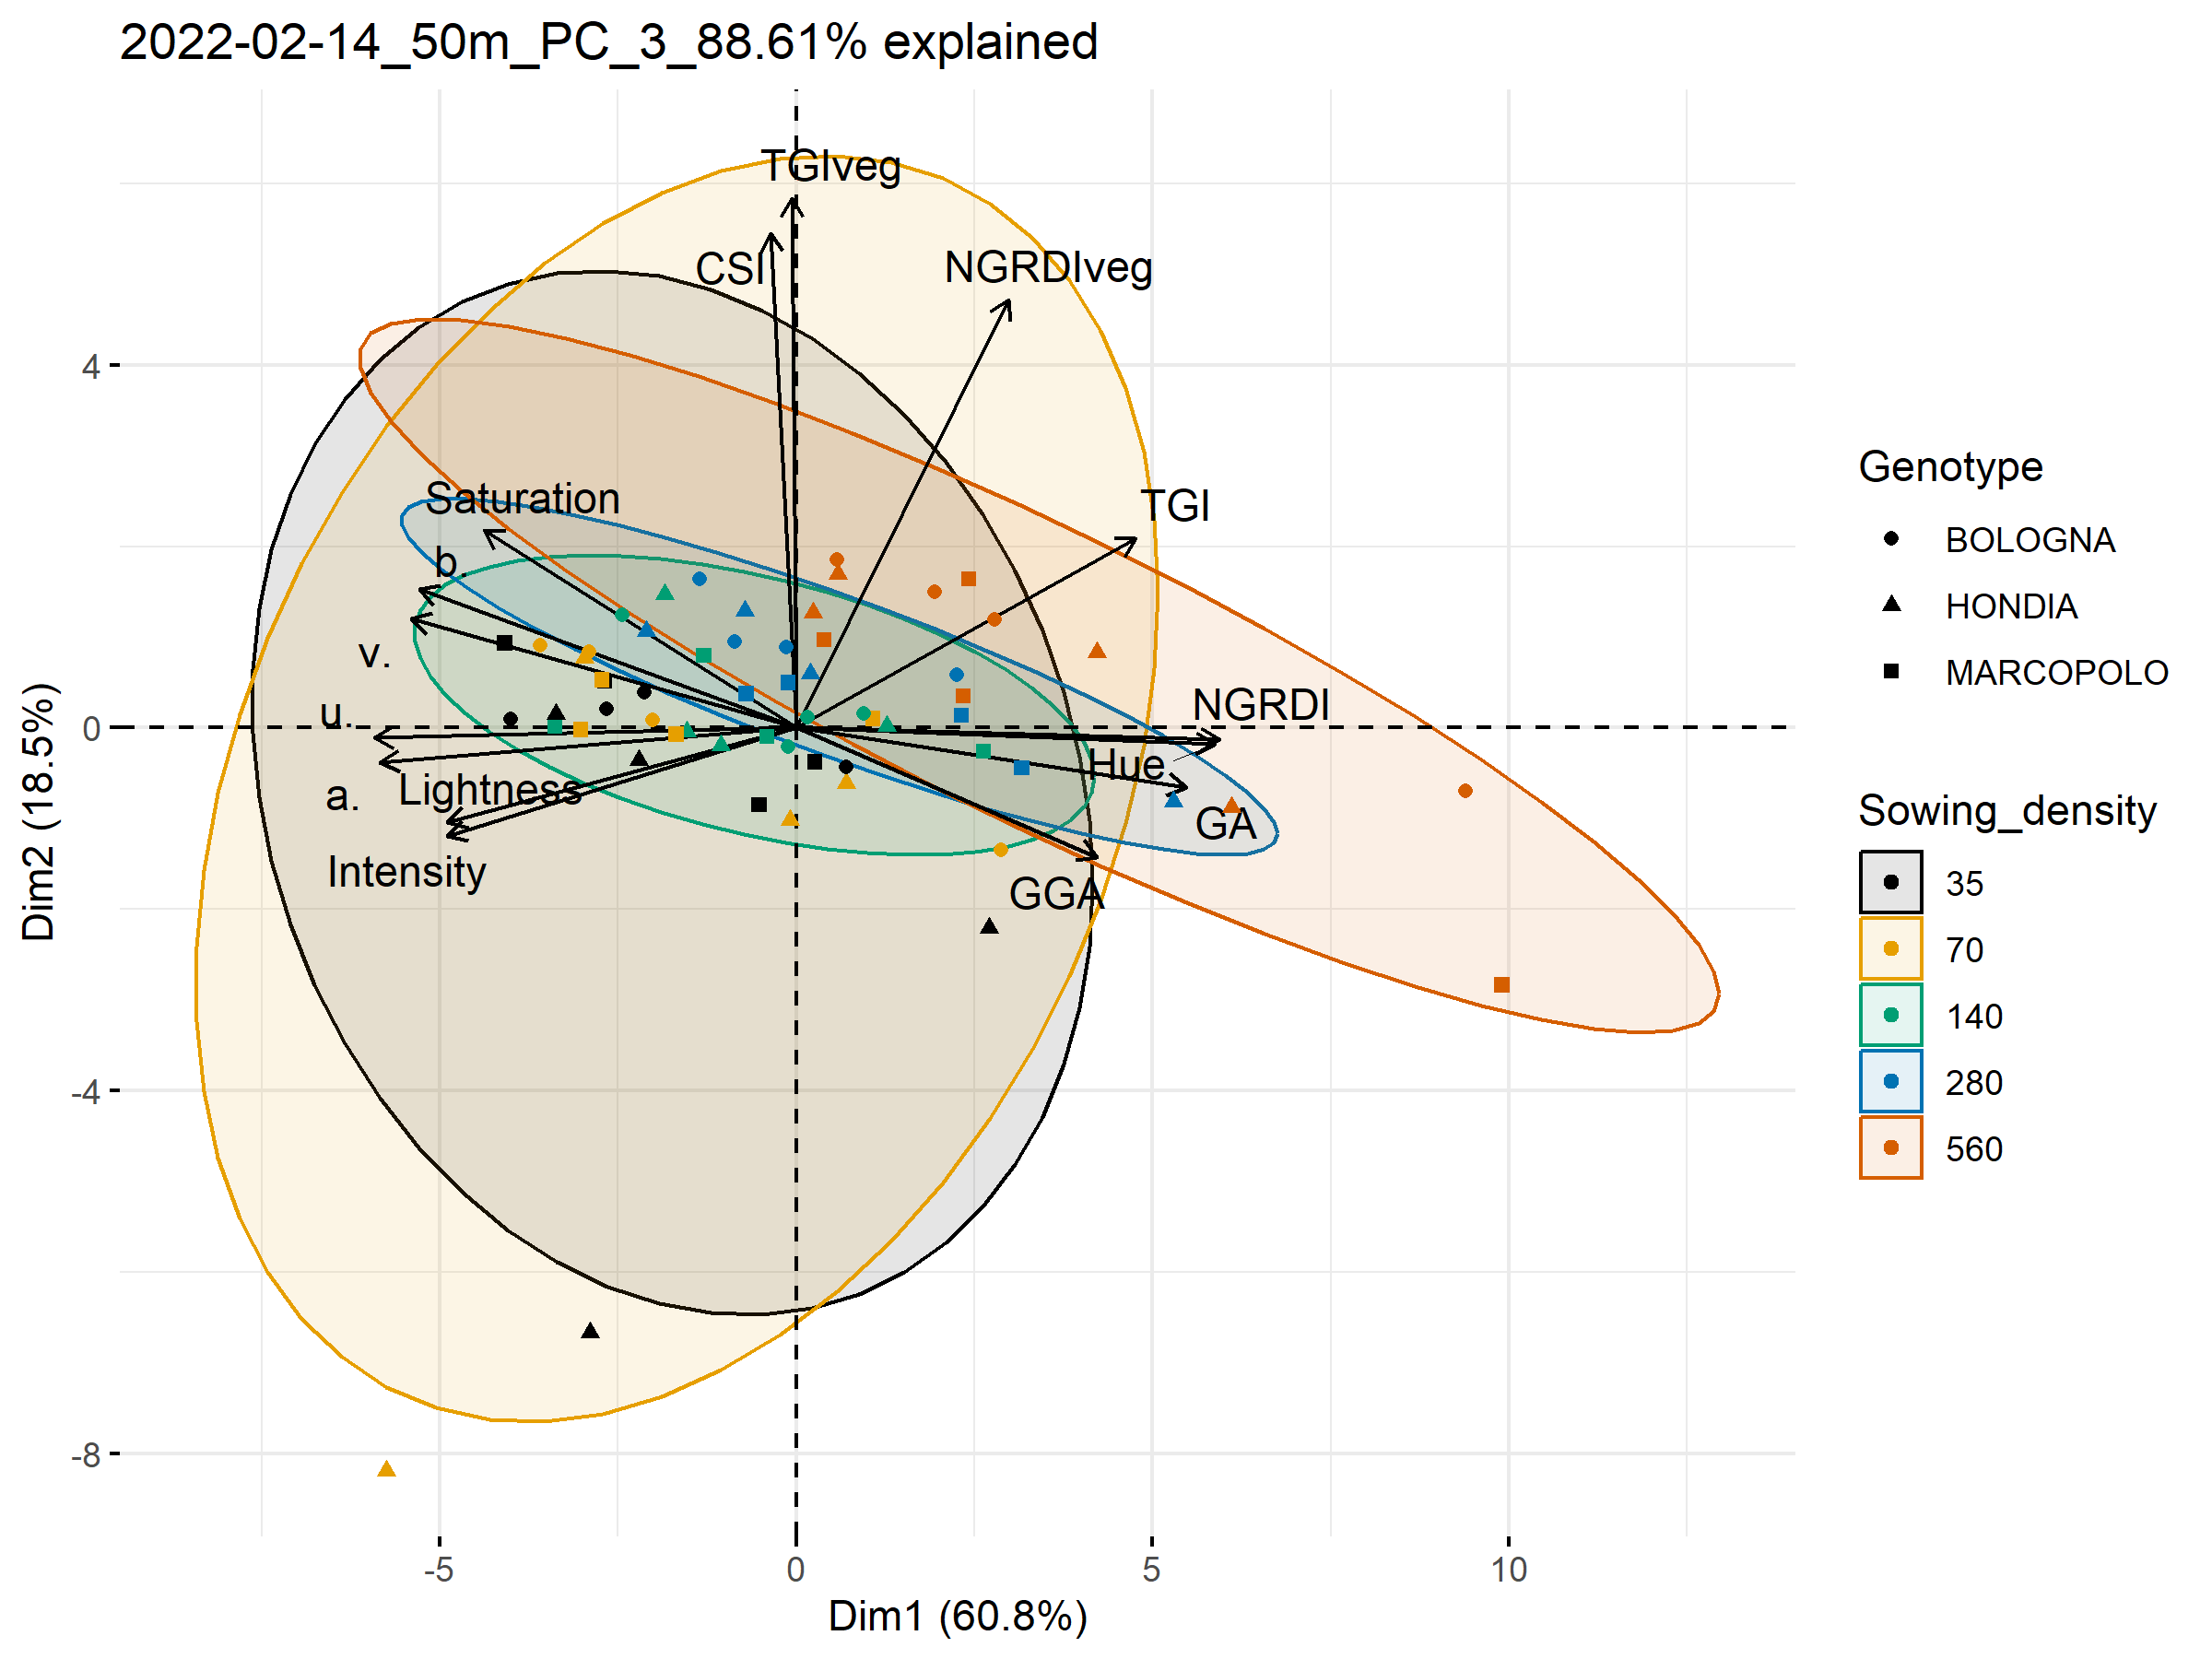 2022-02-14_50m_PC_3_88.61% explained
TGIveg
CSI
NGRDIveg
4
Saturation
TGI
b.
v.
u.
NGRDI
0
Hue
Lightness
a.
GA
Intensity
GGA
-4
-8
-5
0
5
10
Dim1 (60.8%)
Dim2 (18.5%)
Genotype
BOLOGNA
HONDIA
MARCOPOLO
Sowing_density
35
70
140
280
560